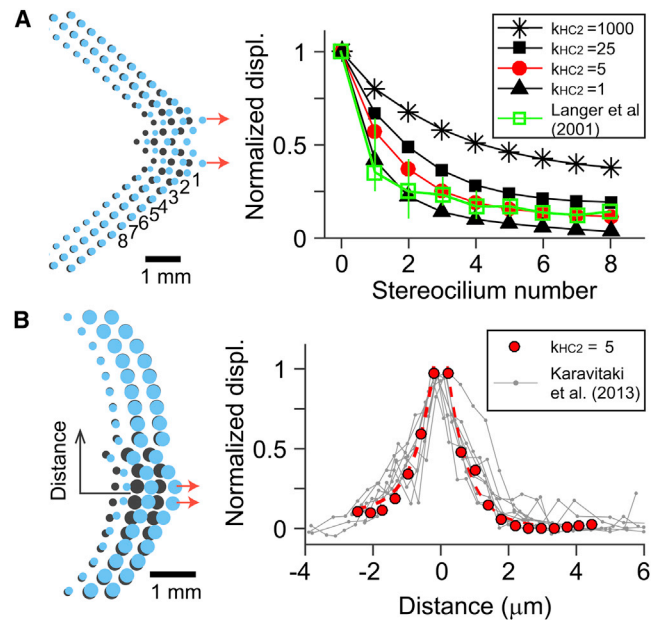 A
8 7 6 5 4 3 2 1
1 mm
Normalized displ.
1
0.5
0
0 2 4 6 8
Stereocilium number
kHC2 =1000
kHC2 =25
kHC2 =5
kHC2 =1
Langer et al
(2001)
B
Distance
1 mm
Normalized displ.
1
0.5
0
-4 -2 0 2 4 6
Distance (μm)
kHC2 = 5
Karavitaki
et al. (2013)